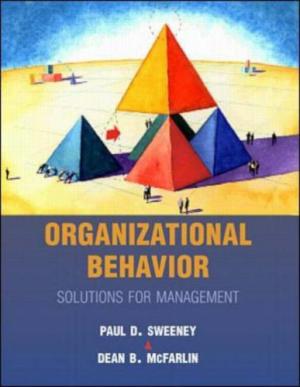 ORGANIZATIONAL
BEHAVIOR
SOLUTIONS FOR MANAGEMENT
PAUL D. SWEENEY
DEAN B. McFARLIN